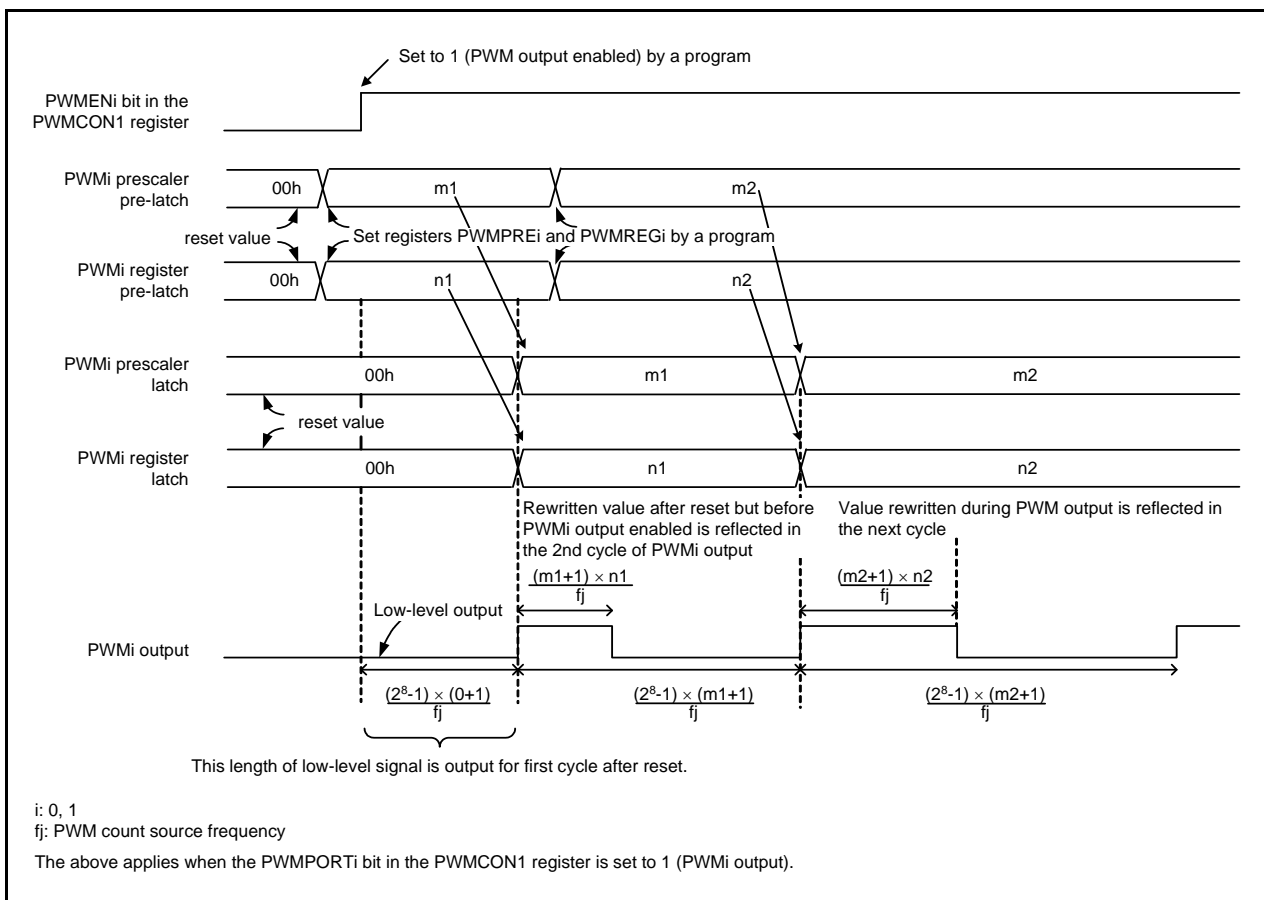 Set to 1 (PWM output enabled) by a program
PWMENi bit in the
PWMCON1 register
PWMi prescaler
pre-latch
00h
m1
m2
reset value
Set registers PWMPREi and PWMREGi by a program
PWMi register
pre-latch
00h
n1
n2
PWMi prescaler
latch
00h
m1
m2
reset value
PWMi register
latch
00h
n1
n2
Rewritten value after reset but before
PWMi output enabled is reflected in
the 2nd cycle of PWMi output
Value rewritten during PWM output is reflected in
the next cycle
(m1+1) × n1
fj
(m2+1) × n2
fj
Low-level output
PWMi output
(2⁸-1) × (0+1)
fj
(2⁸-1) × (m1+1)
fj
(2⁸-1) × (m2+1)
fj
This length of low-level signal is output for first cycle after reset.
i: 0, 1
fj: PWM count source frequency
The above applies when the PWMPORTi bit in the PWMCON1 register is set to 1 (PWMi output).